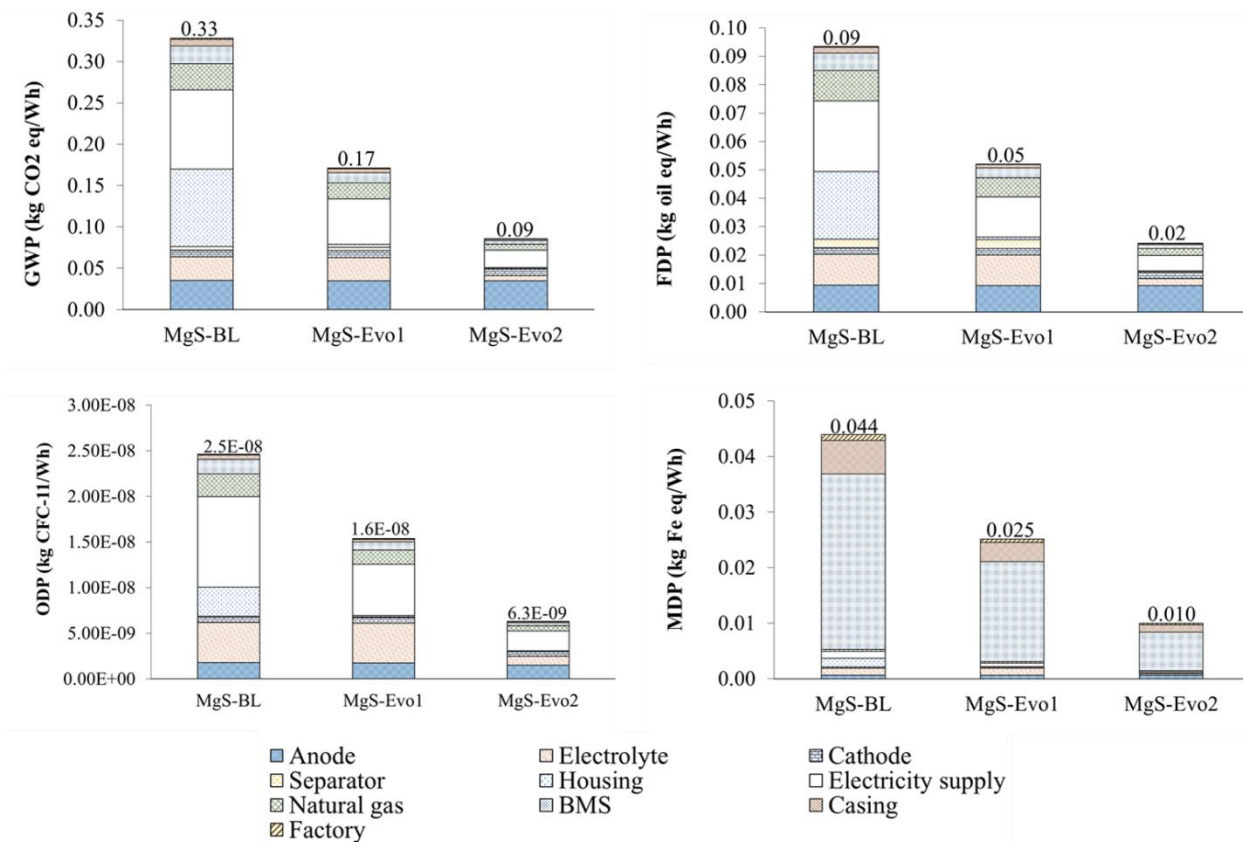 GWP (kg CO2 eq/Wh)
0.35
0.30
0.25
0.20
0.15
0.10
0.05
0.00
0.33
0.17
0.09
MgS-BL MgS-Evo1 MgS-Evo2
FDP (kg oil eq/Wh)
0.10
0.09
0.08
0.07
0.06
0.05
0.04
0.03
0.02
0.01
0.00
0.09
0.05
0.02
MgS-BL MgS-Evo1 MgS-Evo2
ODP (kg CFC-11/Wh)
3.00E-08
2.50E-08
2.00E-08
1.50E-08
1.00E-08
5.00E-09
0.00E+00
2.5E-08
1.6E-08
6.3E-09
MgS-BL MgS-Evo1 MgS-Evo2
MDP (kg Fe eq/Wh)
0.05
0.04
0.03
0.02
0.01
0.00
0.044
0.025
0.010
MgS-BL MgS-Evo1 MgS-Evo2
Anode Electrolyte Cathode
Separator Housing Electricity supply
Natural gas BMS Casing
Factory